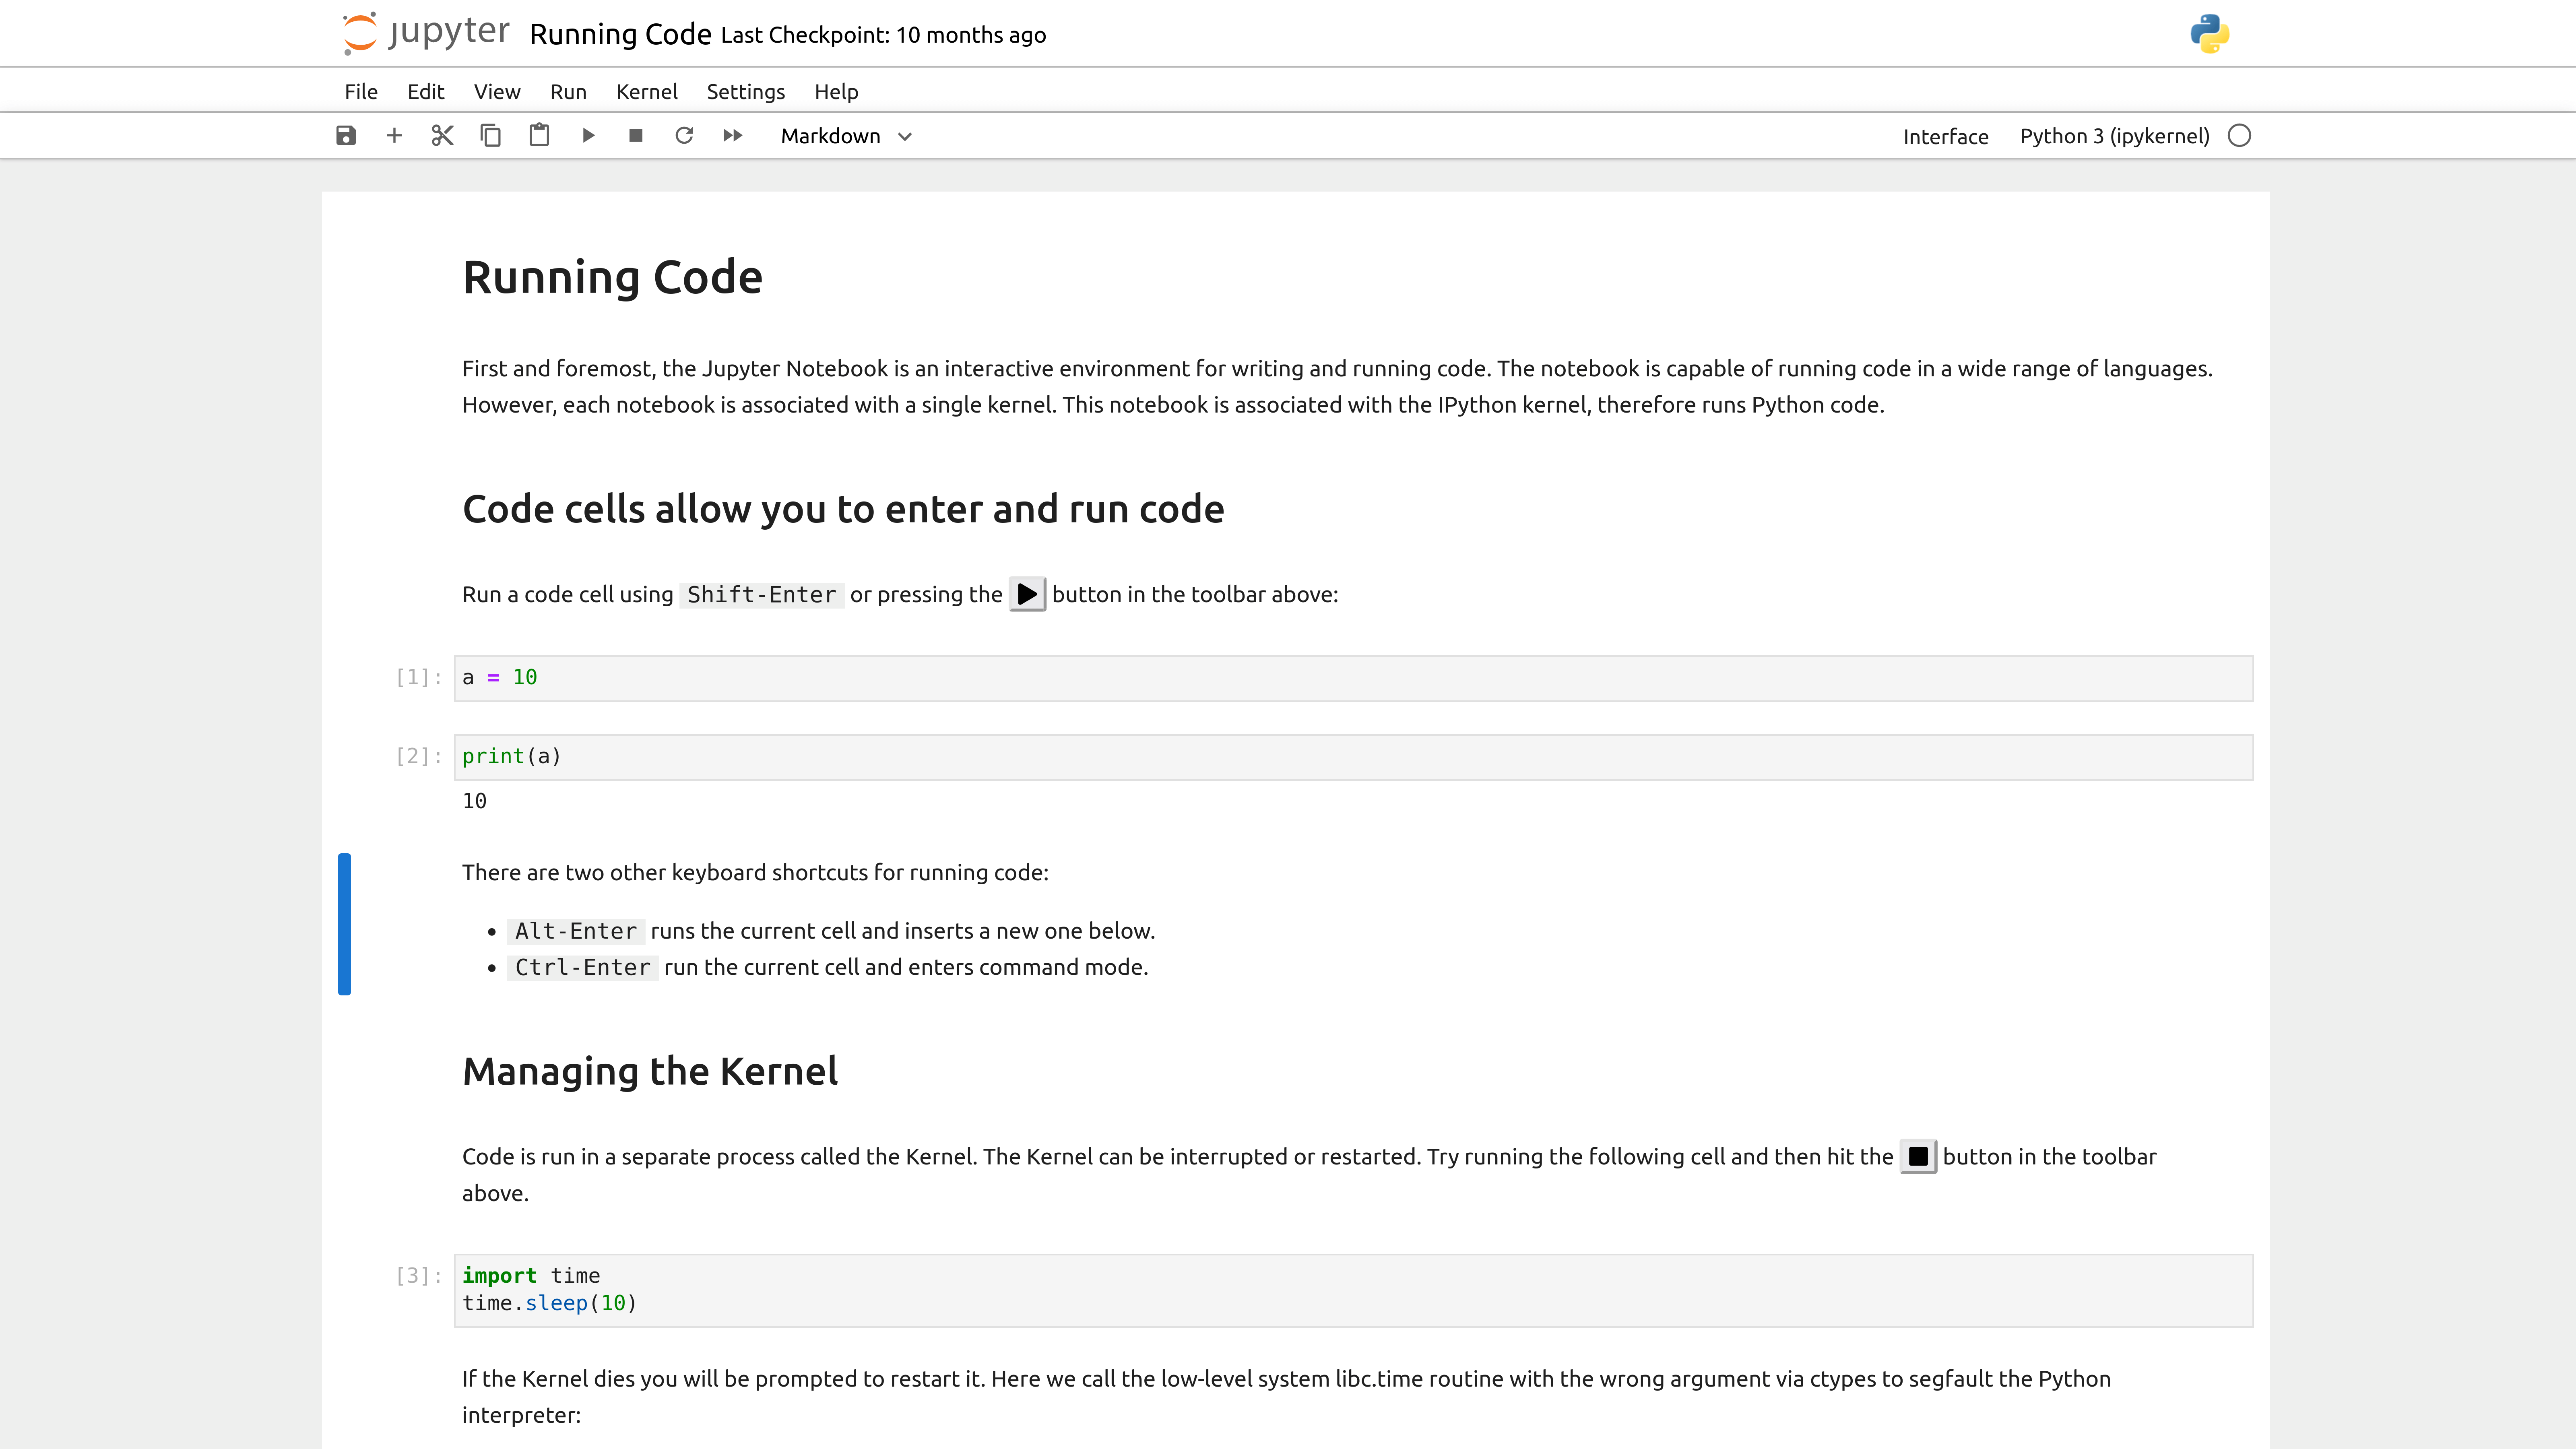 jupyter Running Code Last Checkpoint: 10 months ago
File Edit View Run Kernel Settings Help
Markdown Interface Python 3 (ipykernel)
Running Code
First and foremost, the Jupyter Notebook is an interactive environment for writing and running code. The notebook is capable of running code in a wide range of languages.
However, each notebook is associated with a single kernel. This notebook is associated with the IPython kernel, therefore runs Python code.
Code cells allow you to enter and run code
Run a code cell using Shift-Enter or pressing the button in the toolbar above:
[1]: a = 10
[2]: print(a)
10
There are two other keyboard shortcuts for running code:
• Alt-Enter runs the current cell and inserts a new one below.
• Ctrl-Enter run the current cell and enters command mode.
Managing the Kernel
Code is run in a separate process called the Kernel. The Kernel can be interrupted or restarted. Try running the following cell and then hit the button in the toolbar
above.
[3]: import time
time.sleep(10)
If the Kernel dies you will be prompted to restart it. Here we call the low-level system libc.time routine with the wrong argument via ctypes to segfault the Python
interpreter: